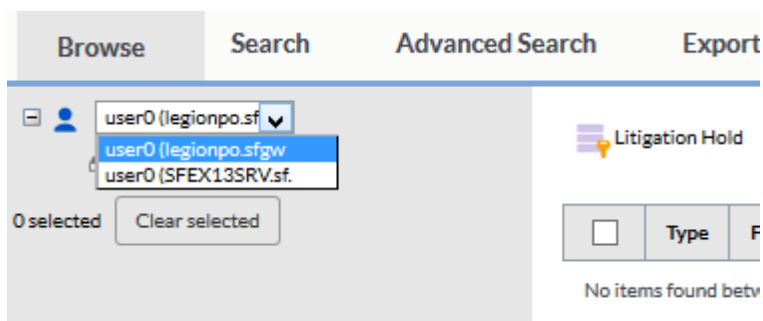 Browse Search Advanced Search Export
user0 (legionpo.sf
user0 (legionpo.sfgw
user0 (SFEX13SRV.sf.
Litigation Hold
0 selected Clear selected
Type F
No items found betw